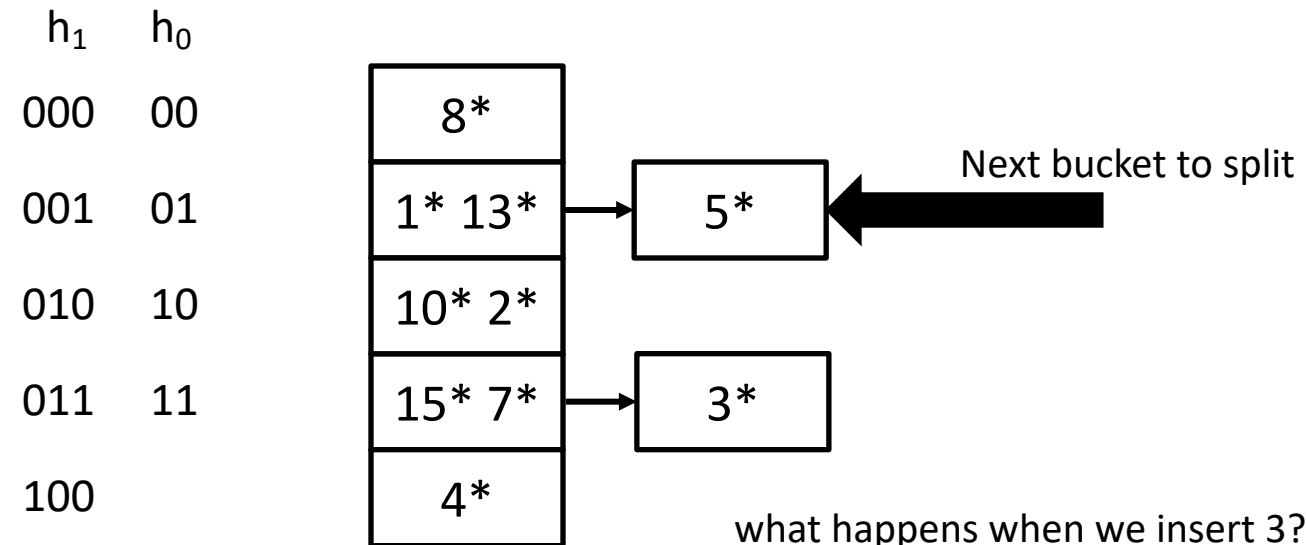 h₁ h₀
000 00 8*
Next bucket to split
001 01 1* 13* 5*
010 10 10* 2*
011 11 15* 7* 3*
100 4*
what happens when we insert 3?